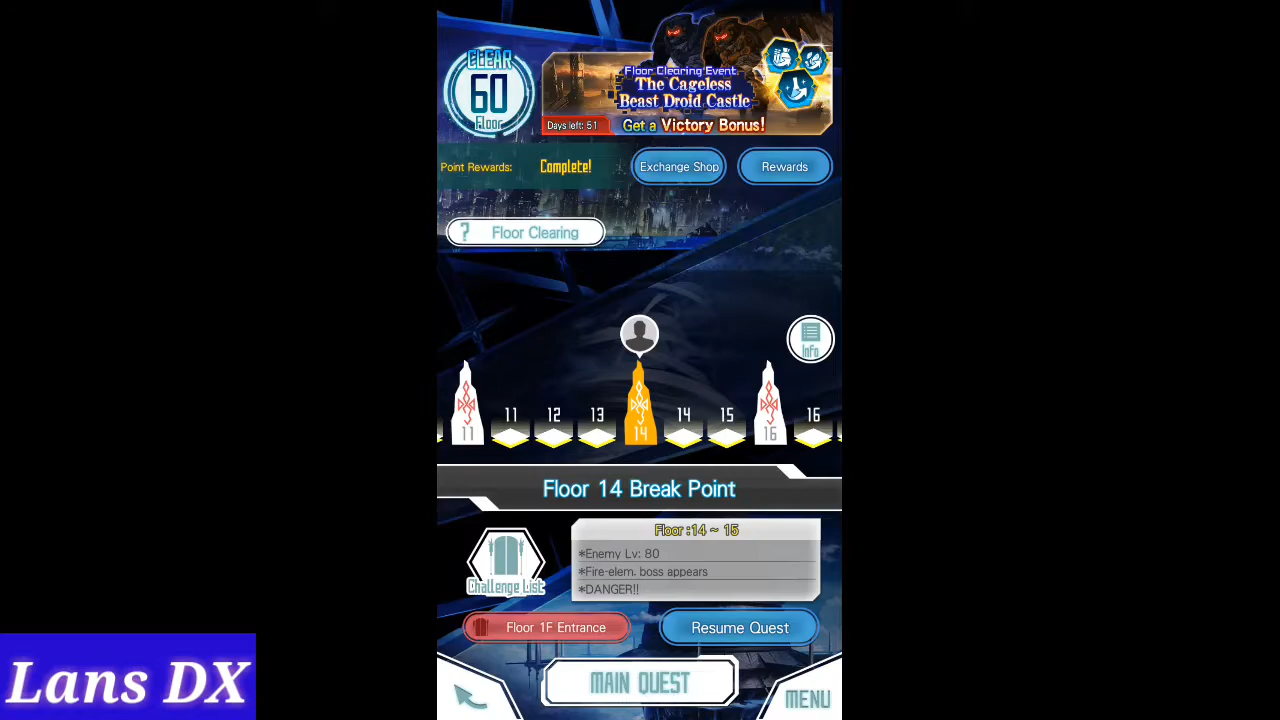 CLEAR
60
Floor
Floor Clearing Event
The Cageless
Beast Droid Castle
Days left: 51
Get a Victory Bonus!
Point Rewards:
Complete!
Exchange Shop
Rewards
? Floor Clearing
Info
11
12
13
14
15
16
11
14
16
Floor 14 Break Point
Floor :14 ~ 15
*Enemy Lv: 80
*Fire-elem. boss appears
*DANGER!!
Challenge List
Floor 1F Entrance
Resume Quest
MAIN QUEST
MENU
Lans DX